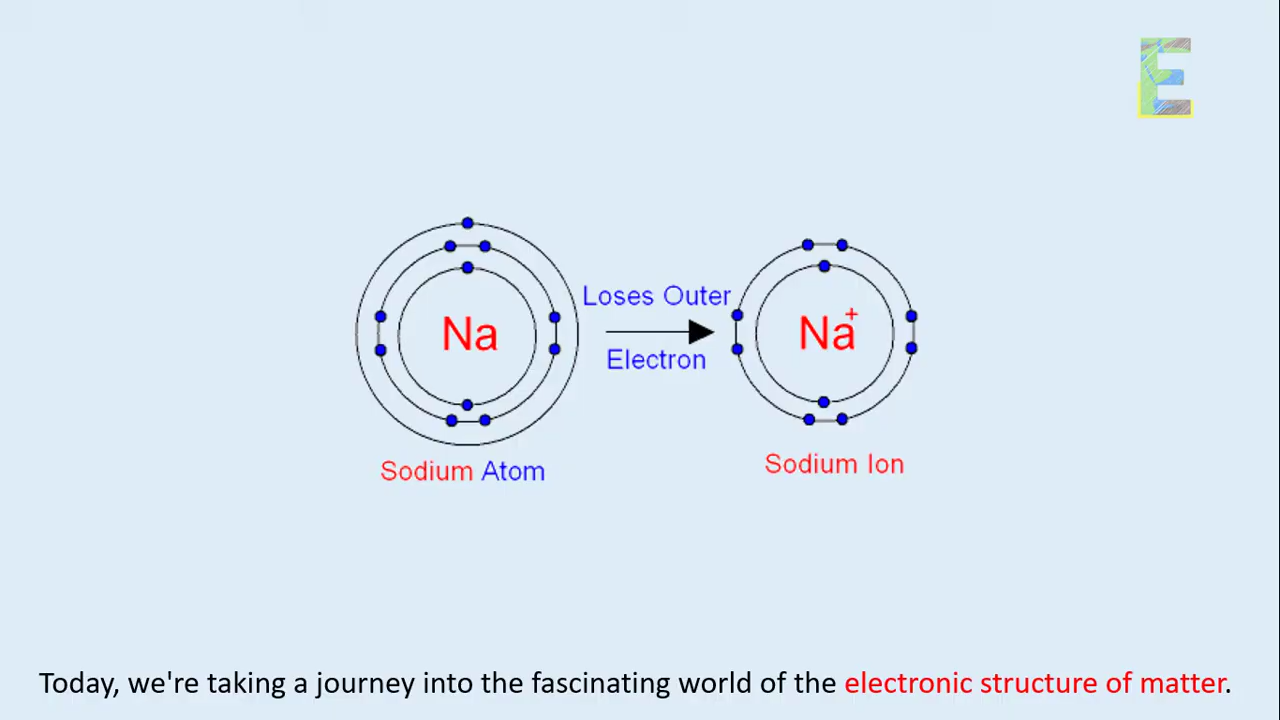 E
Loses Outer
Na
Na+
Electron
Sodium Atom
Sodium Ion
Today, we're taking a journey into the fascinating world of the electronic structure of matter.